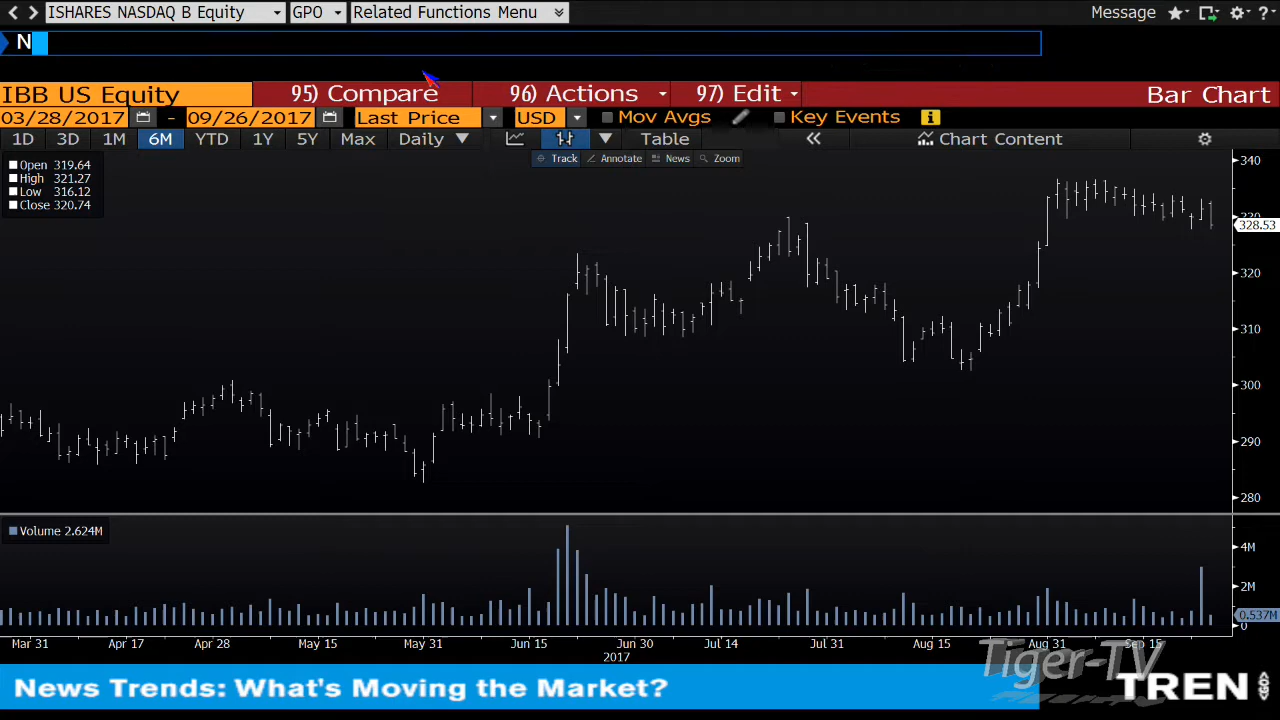 ISHARES NASDAQ B Equity GPO Related Functions Menu Message ?
N
IBB US Equity 95) Compare 96) Actions 97) Edit Bar Chart
03/28/2017 - 09/26/2017 Last Price USD Mov Avgs Key Events
1D 3D 1M 6M YTD 1Y 5Y Max Daily Table « Chart Content
Track Annotate News Zoom
Open 319.64
High 321.27
Low 316.12
Close 320.74
340
330
328.53
320
310
300
290
280
Volume 2.624M
4M
2M
0.537M
0
Mar 31 Apr 17 Apr 28 May 15 May 31 Jun 15 Jun 30 Jul 14 Jul 31 Aug 15 Aug 31 Sep 15
2017
Tiger-TV
News Trends: What's Moving the Market?
TREN